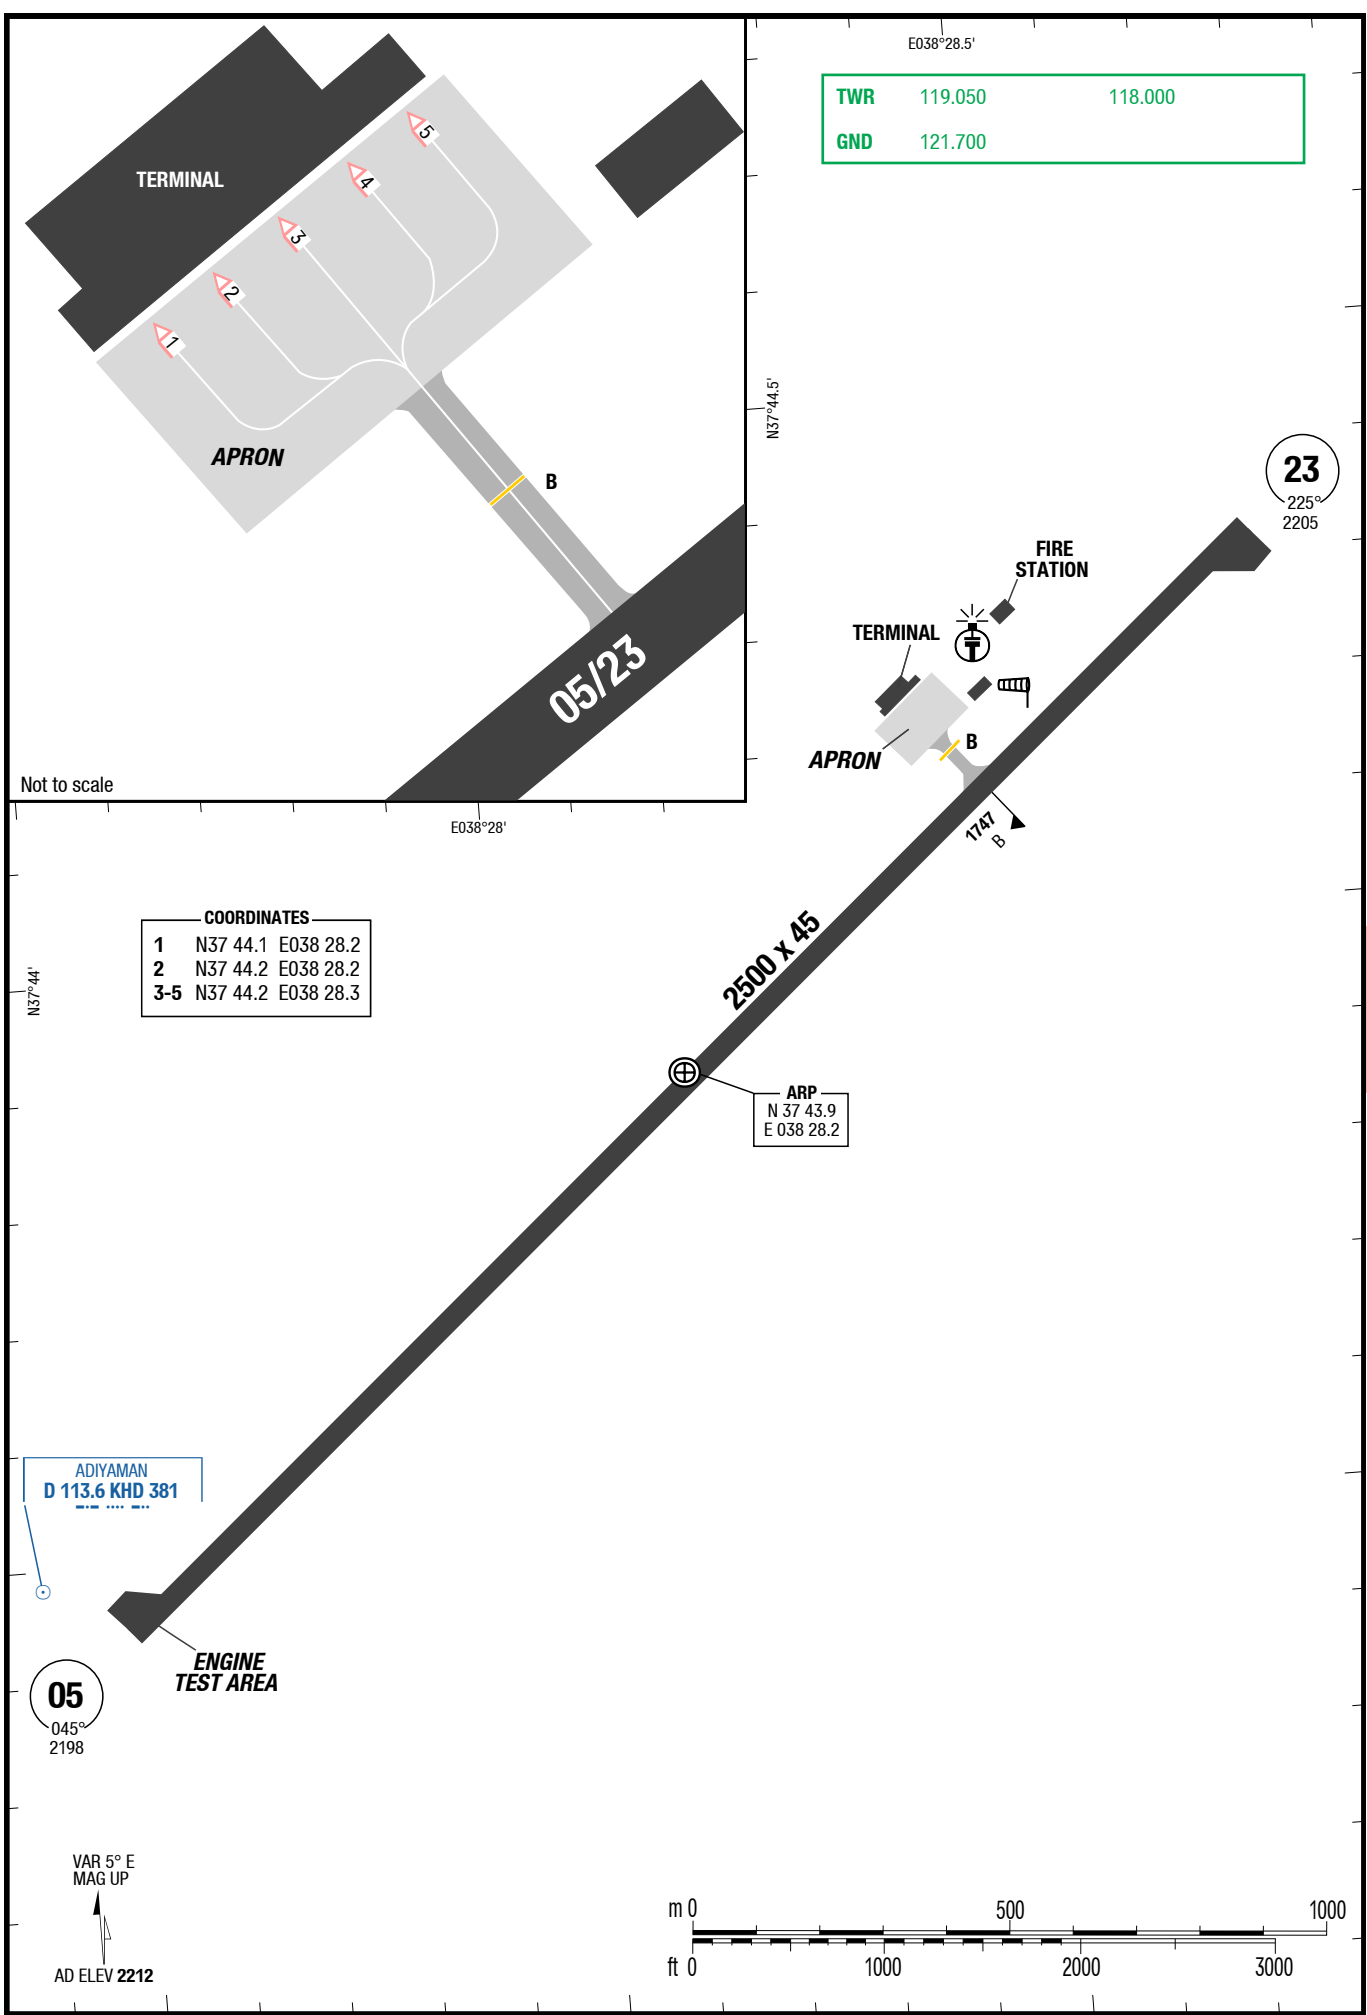 TERMINAL
1
2
3
4
5
APRON
B
05/23
Not to scale
E038°28.5'
TWR 119.050 118.000
GND 121.700
N37°44.5'
23
225°
2205
FIRE
STATION
TERMINAL
APRON
B
1747
B
E038°28'
COORDINATES
1 N37 44.1 E038 28.2
2 N37 44.2 E038 28.2
3-5 N37 44.2 E038 28.3
N37°44'
2500 x 45
ARP
N 37 43.9
E 038 28.2
ADIYAMAN
D 113.6 KHD 381
ENGINE
TEST AREA
05
045°
2198
VAR 5° E
MAG UP
AD ELEV 2212
m 0 500 1000
ft 0 1000 2000 3000